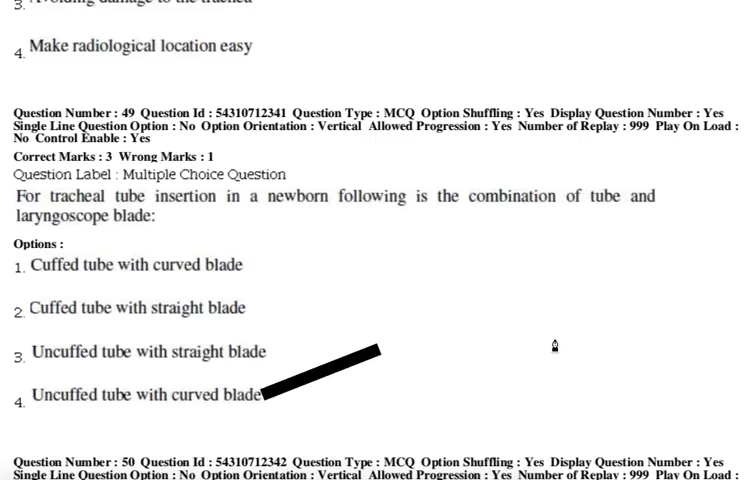 3. Avoiding damage to the trachea
4. Make radiological location easy
Question Number : 49 Question Id : 54310712341 Question Type : MCQ Option Shuffling : Yes Display Question Number : Yes
Single Line Question Option : No Option Orientation : Vertical Allowed Progression : Yes Number of Replay : 999 Play On Load :
No Control Enable : Yes
Correct Marks : 3 Wrong Marks : 1
Question Label : Multiple Choice Question
For tracheal tube insertion in a newborn following is the combination of tube and
laryngoscope blade:
Options :
1. Cuffed tube with curved blade
2. Cuffed tube with straight blade
3. Uncuffed tube with straight blade
4. Uncuffed tube with curved blade
Question Number : 50 Question Id : 54310712342 Question Type : MCQ Option Shuffling : Yes Display Question Number : Yes
Single Line Question Option : No Option Orientation : Vertical Allowed Progression : Yes Number of Replay : 999 Play On Load :